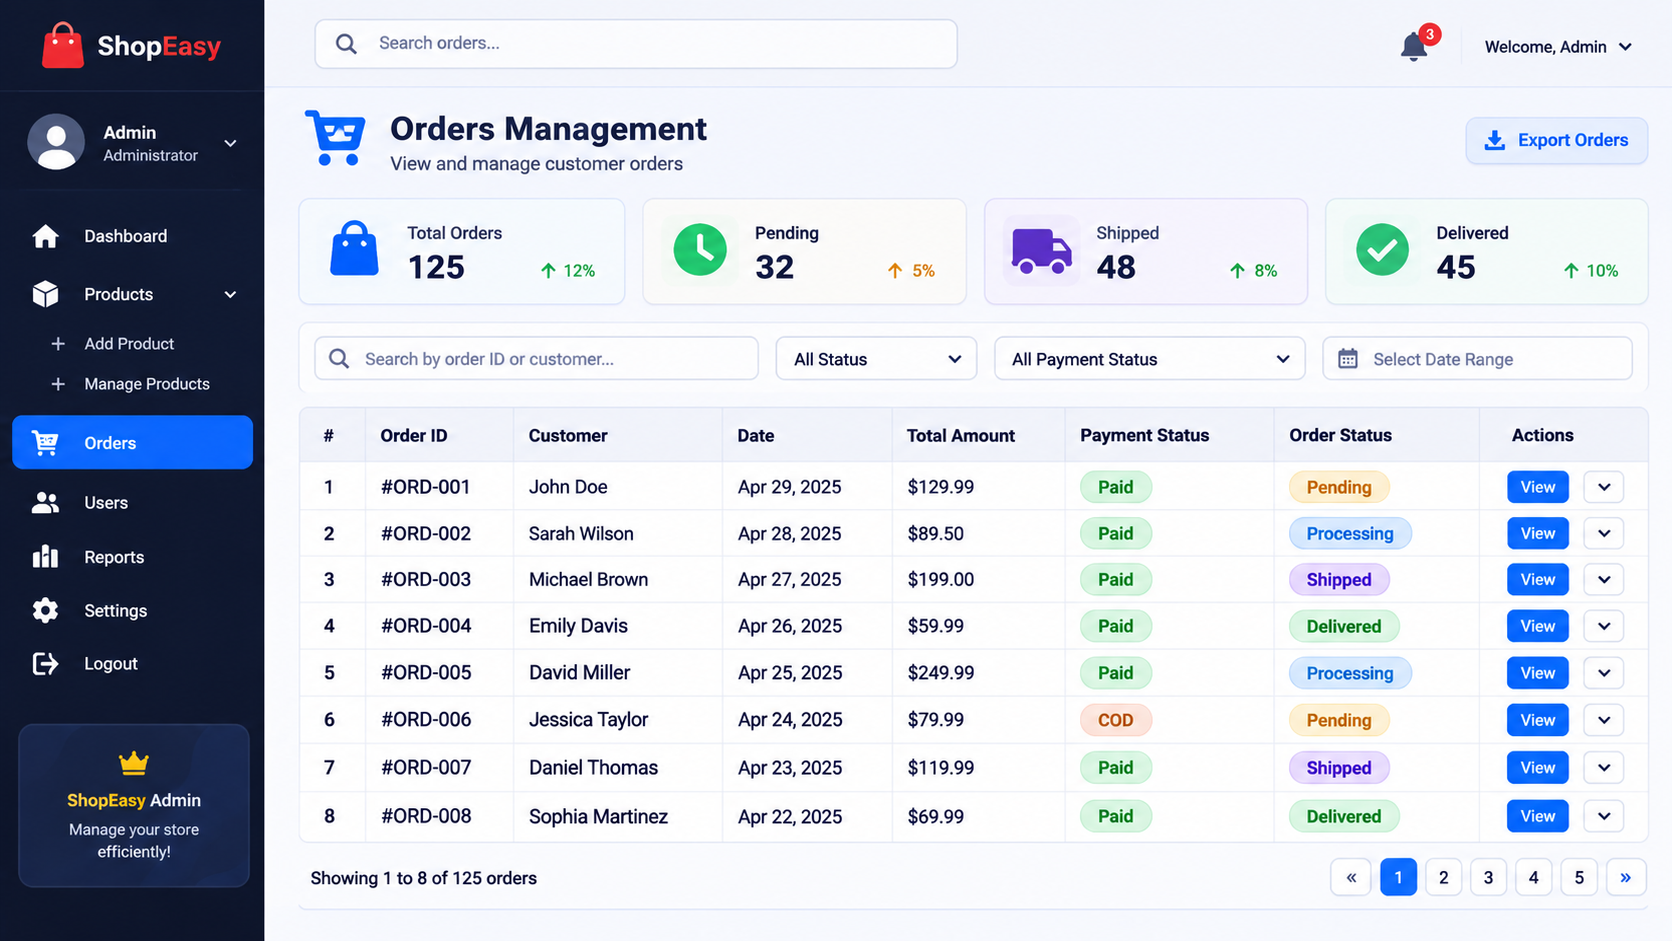 ShopEasy
Search orders...
3
Welcome, Admin
Admin
Administrator
Dashboard
Products
Add Product
Manage Products
Orders
Users
Reports
Settings
Logout
ShopEasy Admin
Manage your store
efficiently!
Orders Management
View and manage customer orders
Export Orders
Total Orders
125
12%
Pending
32
5%
Shipped
48
8%
Delivered
45
10%
Search by order ID or customer...
All Status
All Payment Status
Select Date Range
# Order ID Customer Date Total Amount Payment Status Order Status Actions
1 #ORD-001 John Doe Apr 29, 2025 $129.99 Paid Pending View
2 #ORD-002 Sarah Wilson Apr 28, 2025 $89.50 Paid Processing View
3 #ORD-003 Michael Brown Apr 27, 2025 $199.00 Paid Shipped View
4 #ORD-004 Emily Davis Apr 26, 2025 $59.99 Paid Delivered View
5 #ORD-005 David Miller Apr 25, 2025 $249.99 Paid Processing View
6 #ORD-006 Jessica Taylor Apr 24, 2025 $79.99 COD Pending View
7 #ORD-007 Daniel Thomas Apr 23, 2025 $119.99 Paid Shipped View
8 #ORD-008 Sophia Martinez Apr 22, 2025 $69.99 Paid Delivered View
Showing 1 to 8 of 125 orders
« 1 2 3 4 5 »